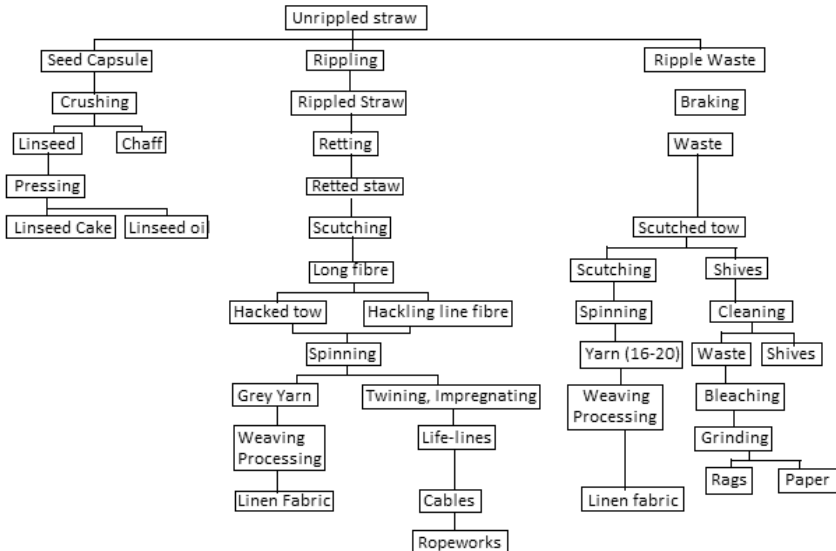 Unrippled straw
Seed Capsule
Rippling
Ripple Waste
Crushing
Rippled Straw
Braking
Linseed
Chaff
Retting
Waste
Pressing
Retted staw
Linseed Cake
Linseed oil
Scutching
Scutched tow
Long fibre
Scutching
Shives
Hacked tow
Hackling line fibre
Spinning
Cleaning
Spinning
Yarn (16-20)
Waste
Shives
Grey Yarn
Twining, Impregnating
Weaving
Processing
Bleaching
Weaving
Processing
Life-lines
Grinding
Rags
Paper
Linen Fabric
Cables
Linen fabric
Ropeworks